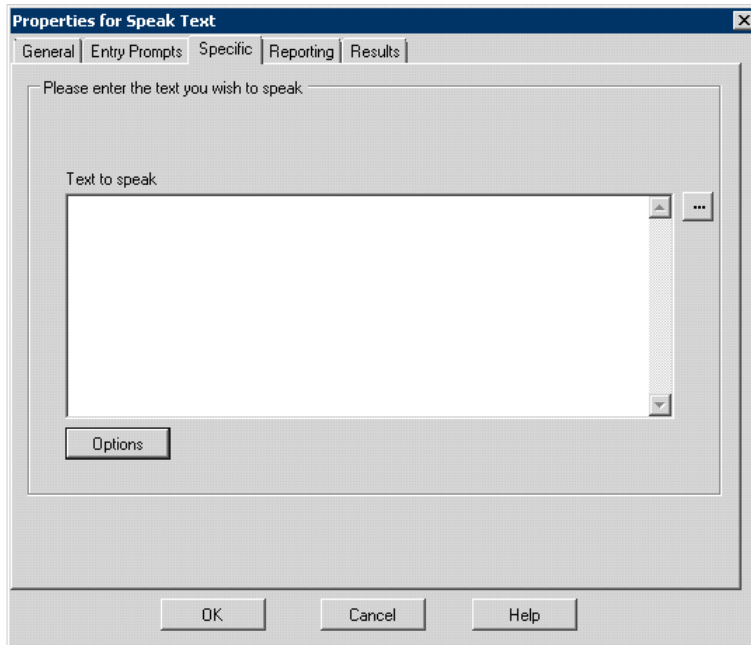 Properties for Speak Text
General Entry Prompts Specific Reporting Results
Please enter the text you wish to speak
Text to speak
...
Options
OK Cancel Help